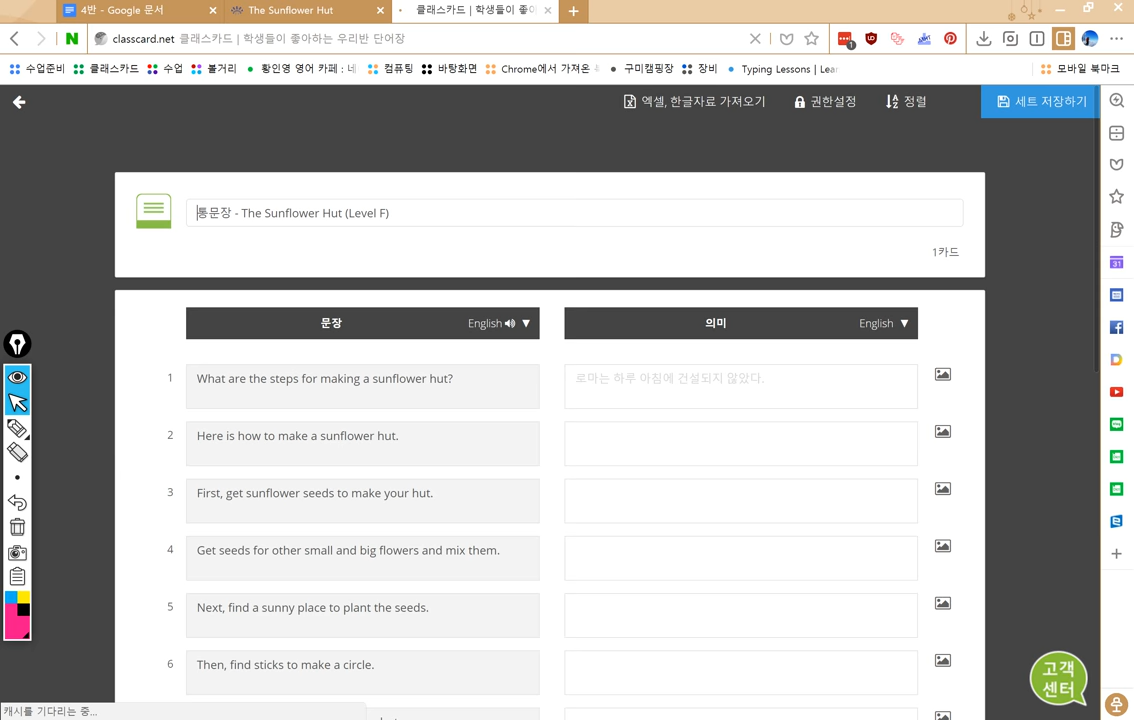 4반 - Google 문서
The Sunflower Hut
클래스카드 | 학생들이 좋아
classcard.net 클래스카드 | 학생들이 좋아하는 우리반 단어장
수업준비 클래스카드 수업 볼거리 황인영 영어 카페 : 네 컴퓨팅 바탕화면 Chrome에서 가져온 구미캠핑장 장비 Typing Lessons | Lear 모바일 북마크
엑셀, 한글자료 가져오기 권한설정 정렬 세트 저장하기
통문장 - The Sunflower Hut (Level F)
1카드
문장 English 의미 English
1 What are the steps for making a sunflower hut? 로마는 하루 아침에 건설되지 않았다.
2 Here is how to make a sunflower hut.
3 First, get sunflower seeds to make your hut.
4 Get seeds for other small and big flowers and mix them.
5 Next, find a sunny place to plant the seeds.
6 Then, find sticks to make a circle.
고객
센터
캐시를 기다리는 중...